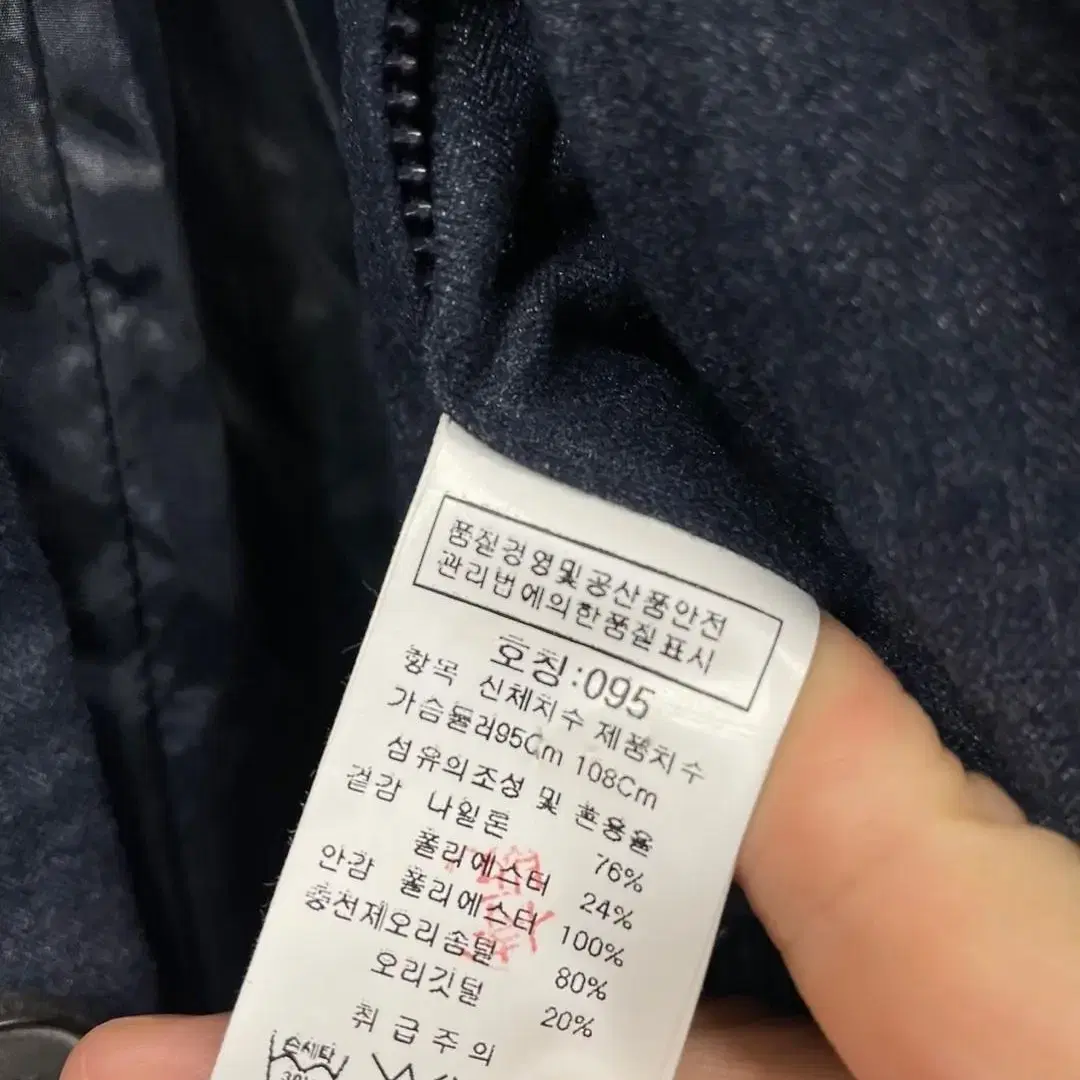 품질경영및공산품안전
관리법에의한품질표시
호칭:095
항목 신체치수 제품치수
가슴둘러95Cm 108Cm
섬유의조성 및 혼용율
겉감 나일론 76%
폴리에스터 24%
안감 폴리에스터 100%
충전제오리솜털 80%
오리깃털 20%
취급주의
손세탁